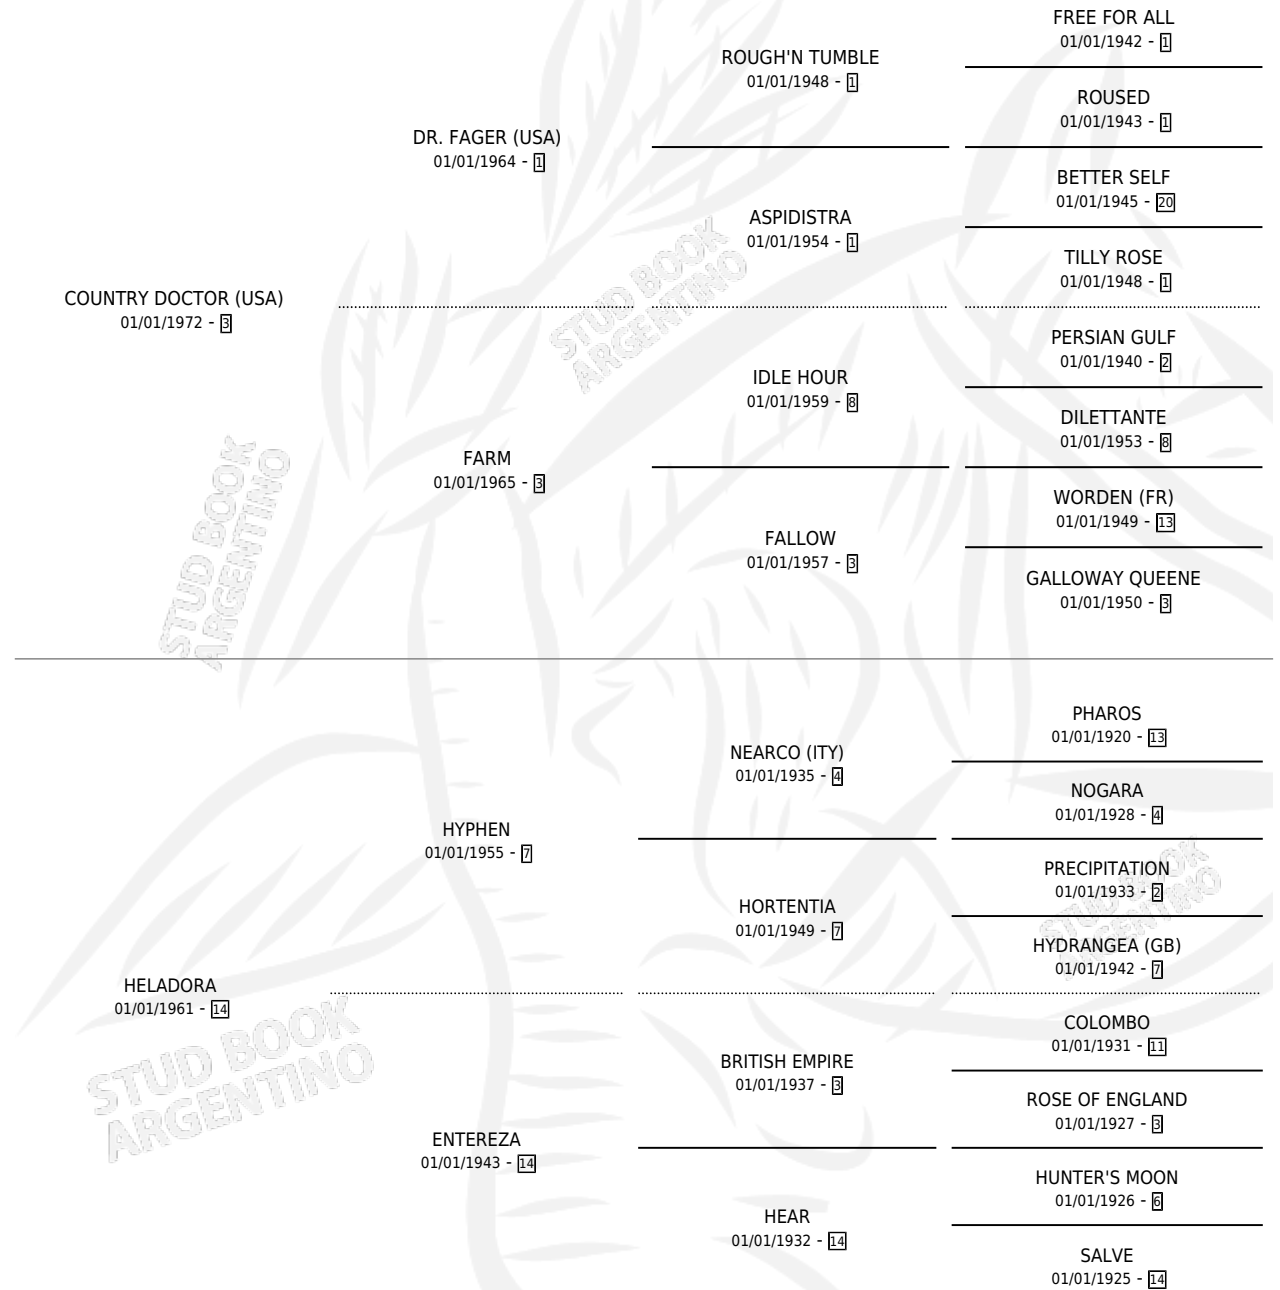 FREE FOR ALL
01/01/1942 - 1
ROUGH'N TUMBLE
01/01/1948 - 1
ROUSED
01/01/1943 - 1
DR. FAGER (USA)
01/01/1964 - 1
BETTER SELF
01/01/1945 - 20
ASPIDISTRA
01/01/1954 - 1
TILLY ROSE
01/01/1948 - 1
COUNTRY DOCTOR (USA)
01/01/1972 - 3
PERSIAN GULF
01/01/1940 - 2
IDLE HOUR
01/01/1959 - 8
DILETTANTE
01/01/1953 - 8
FARM
01/01/1965 - 3
WORDEN (FR)
01/01/1949 - 13
FALLOW
01/01/1957 - 3
GALLOWAY QUEENE
01/01/1950 - 3
PHAROS
01/01/1920 - 13
NEARCO (ITY)
01/01/1935 - 4
NOGARA
01/01/1928 - 4
HYPHEN
01/01/1955 - 7
PRECIPITATION
01/01/1933 - 2
HORTENTIA
01/01/1949 - 7
HYDRANGEA (GB)
01/01/1942 - 7
HELADORA
01/01/1961 - 14
COLOMBO
01/01/1931 - 11
BRITISH EMPIRE
01/01/1937 - 3
ROSE OF ENGLAND
01/01/1927 - 3
ENTEREZA
01/01/1943 - 14
HUNTER'S MOON
01/01/1926 - 6
HEAR
01/01/1932 - 14
SALVE
01/01/1925 - 14
STUD BOOK
ARGENTINO
STUD BOOK
ARGENTINO
STUD BOOK
ARGENTINO
STUD BOOK
ARGENTINO